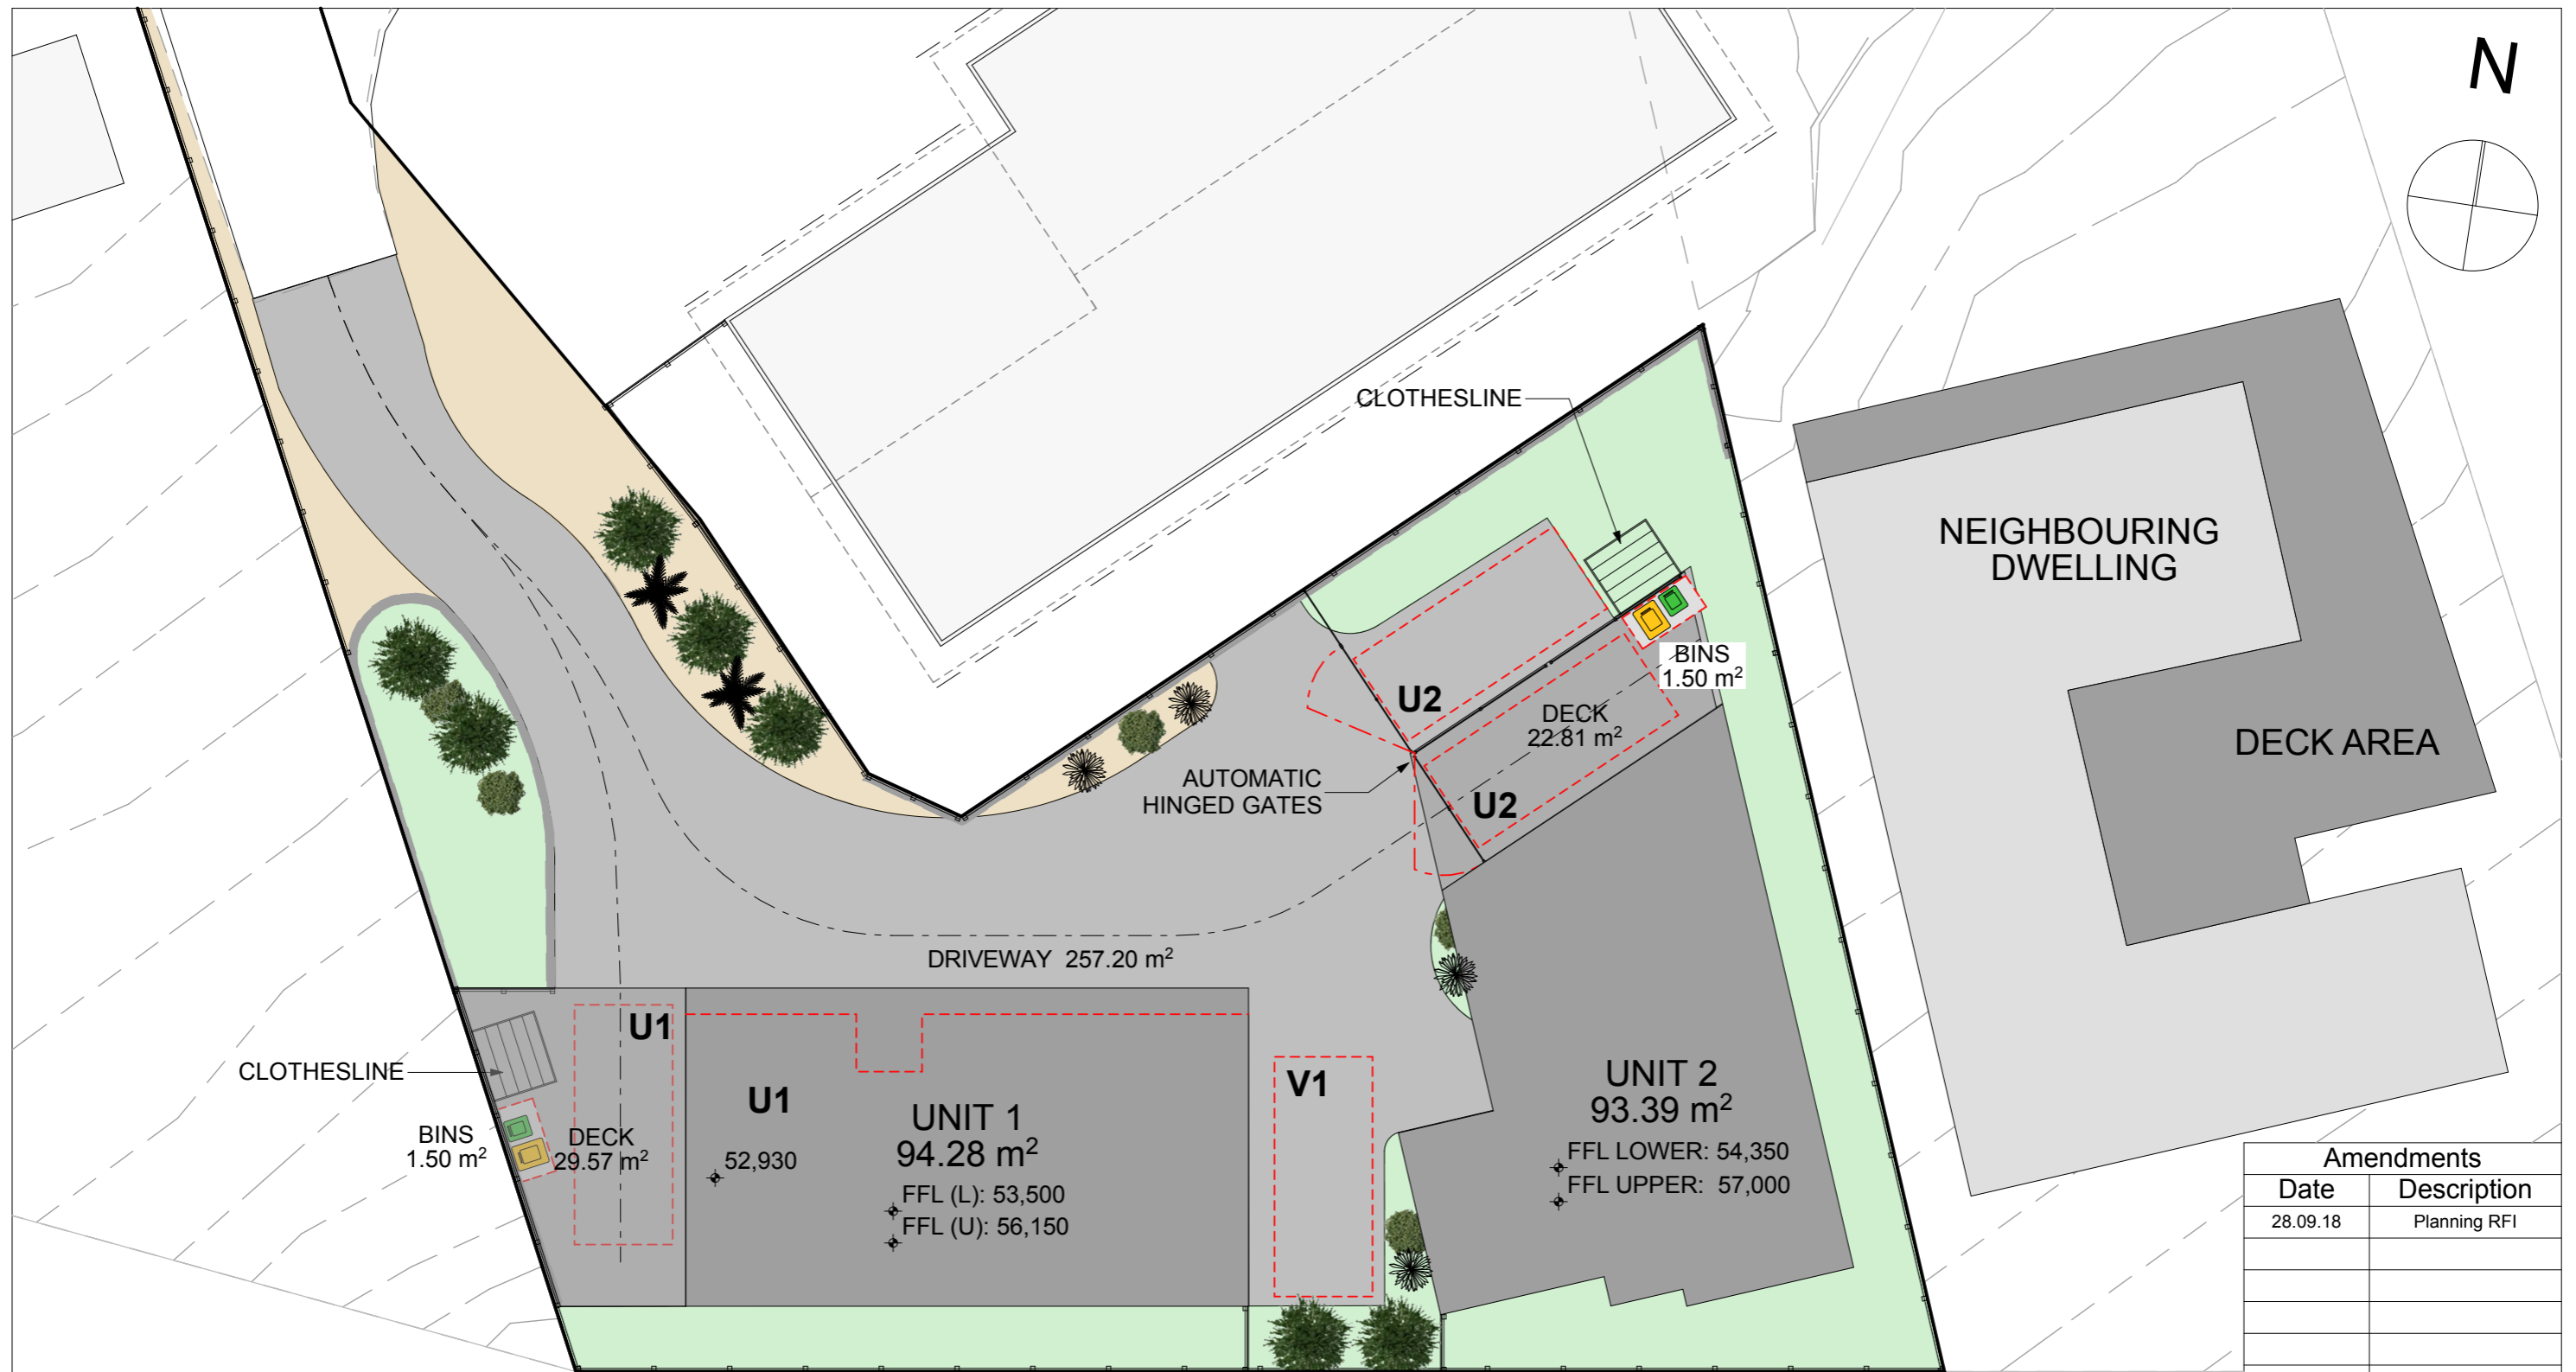 N
CLOTHESLINE
NEIGHBOURING
DWELLING
BINS
1.50 m²
U2
DECK
22.81 m²
DECK AREA
AUTOMATIC
HINGED GATES
U2
DRIVEWAY 257.20 m²
U1
CLOTHESLINE
U1
V1
UNIT 1
94.28 m²
UNIT 2
93.39 m²
BINS
1.50 m²
DECK
29.57 m²
52,930
FFL (L): 53,500
FFL (U): 56,150
FFL LOWER: 54,350
FFL UPPER: 57,000
Amendments
Date Description
28.09.18 Planning RFI